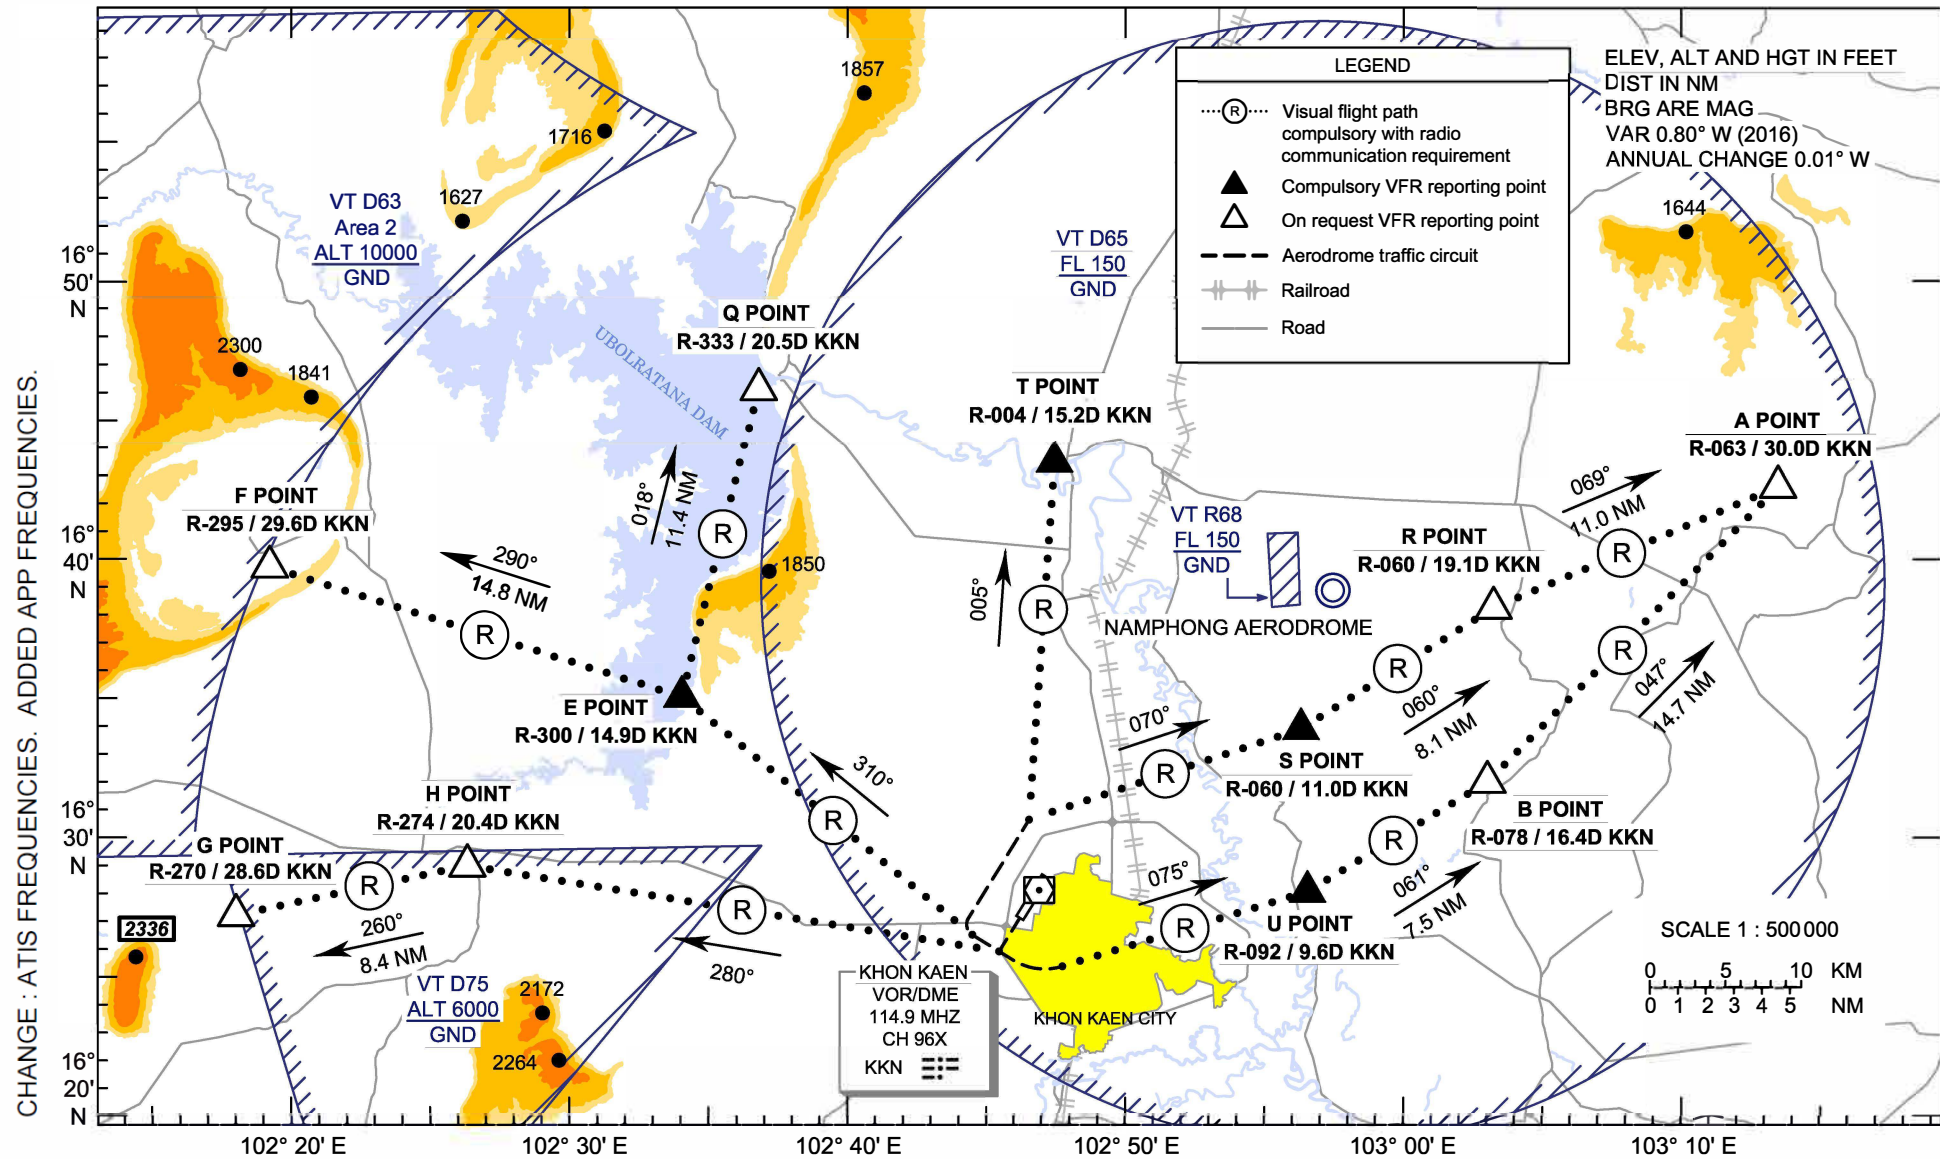 CHANGE : ATIS FREQUENCIES. ADDED APP FREQUENCIES.
ELEV, ALT AND HGT IN FEET
DIST IN NM
BRG ARE MAG
VAR 0.80° W (2016)
ANNUAL CHANGE 0.01° W
LEGEND
R
Visual flight path
compulsory with radio
communication requirement
Compulsory VFR reporting point
On request VFR reporting point
Aerodrome traffic circuit
Railroad
Road
1857
1716
1627
1644
VT D63
Area 2
ALT 10000
GND
VT D65
FL 150
GND
16°
50'
N
Q POINT
R-333 / 20.5D KKN
UBOLRATANA DAM
2300
1841
T POINT
R-004 / 15.2D KKN
A POINT
R-063 / 30.0D KKN
F POINT
R-295 / 29.6D KKN
018°
11.4 NM
R
069°
11.0 NM
VT R68
FL 150
GND
R POINT
R-060 / 19.1D KKN
R
16°
40'
N
290°
14.8 NM
1850
005°
R
NAMPHONG AERODROME
R
R
R
047°
14.7 NM
E POINT
R-300 / 14.9D KKN
070°
060°
8.1 NM
S POINT
R-060 / 11.0D KKN
R
310°
R
H POINT
R-274 / 20.4D KKN
B POINT
R-078 / 16.4D KKN
16°
30'
N
G POINT
R-270 / 28.6D KKN
R
R
075°
061°
7.5 NM
R
260°
8.4 NM
R
U POINT
R-092 / 9.6D KKN
2336
280°
VT D75
ALT 6000
GND
2172
2264
KHON KAEN
VOR/DME
114.9 MHZ
CH 96X
KKN
KHON KAEN CITY
SCALE 1 : 500 000
0 5 10 KM
0 1 2 3 4 5 NM
16°
20'
N
102° 20' E
102° 30' E
102° 40' E
102° 50' E
103° 00' E
103° 10' E